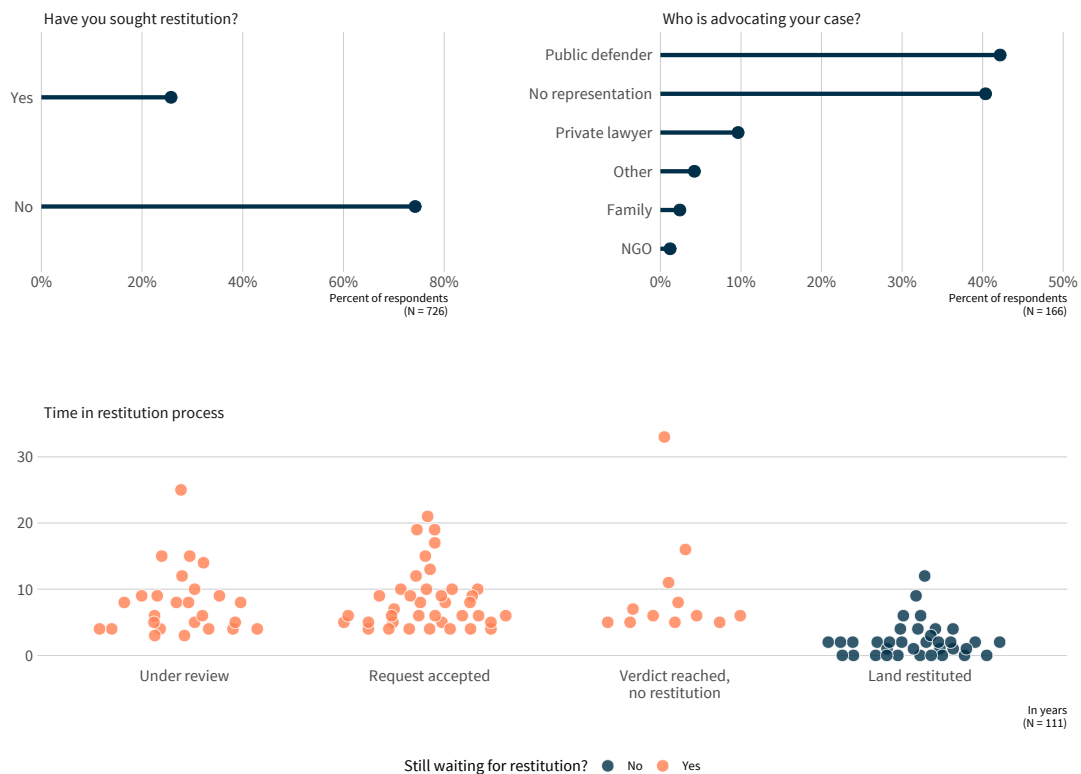 Have you sought restitution?
Yes
No
0%
20%
40%
60%
80%
Percent of respondents
(N = 726)
Who is advocating your case?
Public defender
No representation
Private lawyer
Other
Family
NGO
0%
10%
20%
30%
40%
50%
Percent of respondents
(N = 166)
Time in restitution process
30
20
10
0
Under review
Request accepted
Verdict reached,
no restitution
Land restituted
In years
(N = 111)
Still waiting for restitution? No Yes